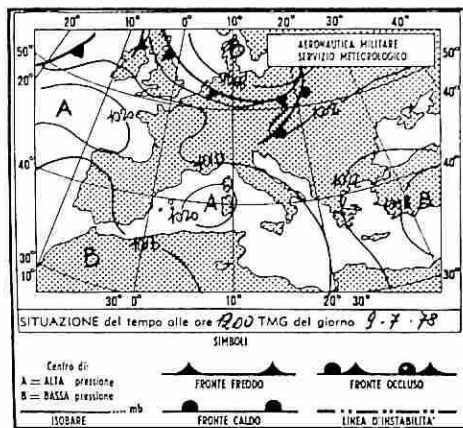 10° 0° 10° 20° 30° 40°
AERONAUTICA MILITARE
SERVIZIO METEOROLOGICO
50°
20°
50°
A
B
1020
1012
40°
40°
A
1020
B
B
30°
10°
30°
30° 0° 10° 20° 30°
SITUAZIONE del tempo alle ore 1200 TMG del giorno 9.7.78
SIMBOLI
Centro di:
A = ALTA pressione
B = BASSA pressione
ISOBARE mb
FRONTE FREDDO
FRONTE OCCLUSO
FRONTE CALDO
LINEA D'INSTABILITA'